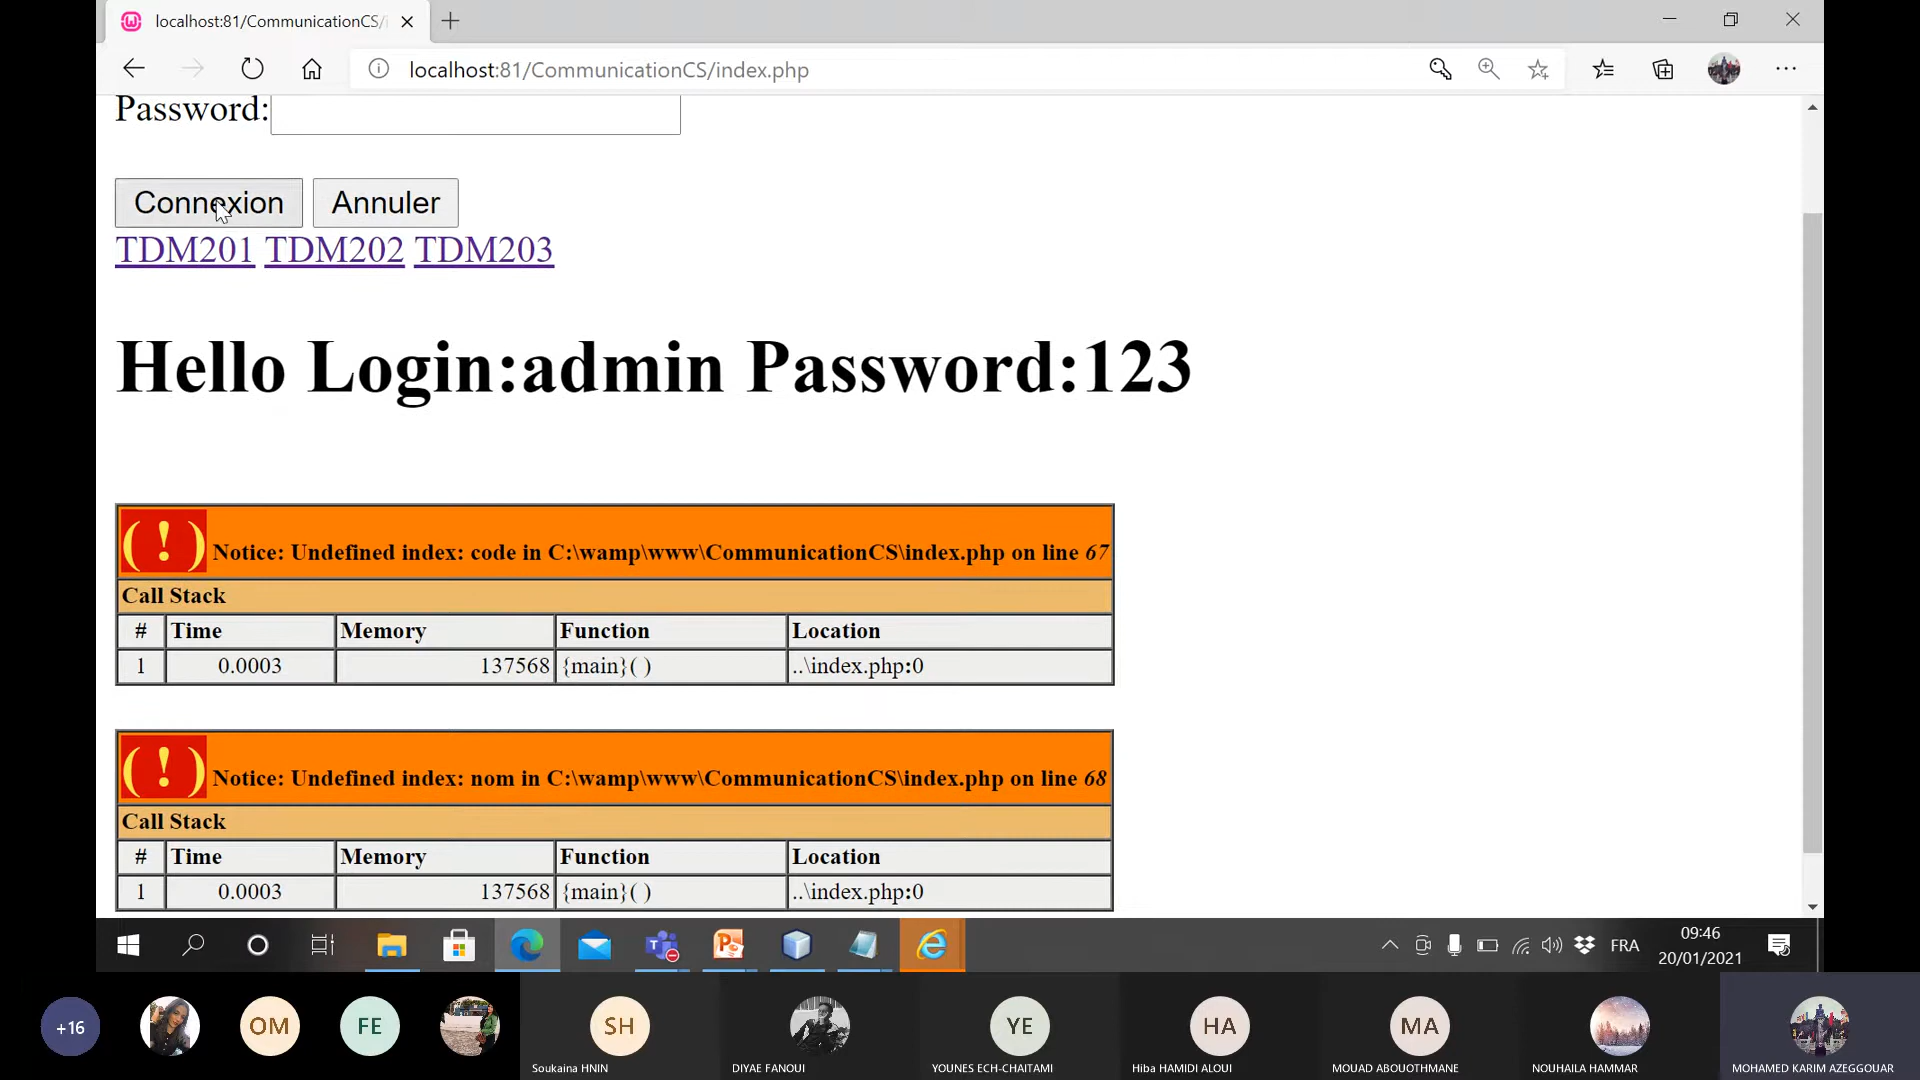 localhost:81/CommunicationCS/i
localhost:81/CommunicationCS/index.php
Password:
Connexion Annuler
TDM201 TDM202 TDM203
Hello Login:admin Password:123
( ! ) Notice: Undefined index: code in C:\wamp\www\CommunicationCS\index.php on line 67
Call Stack
# Time Memory Function Location
1 0.0003 137568 {main}( ) ..\index.php:0
( ! ) Notice: Undefined index: nom in C:\wamp\www\CommunicationCS\index.php on line 68
Call Stack
# Time Memory Function Location
1 0.0003 137568 {main}( ) ..\index.php:0
FRA
09:46
20/01/2021
+16 OM FE SH YE HA MA
Soukaina HNIN DIYAE FANOUI YOUNES ECH-CHAITAMI Hiba HAMIDI ALOUI MOUAD ABOUOTHMANE NOUHAILA HAMMAR MOHAMED KARIM AZEGGOUAR